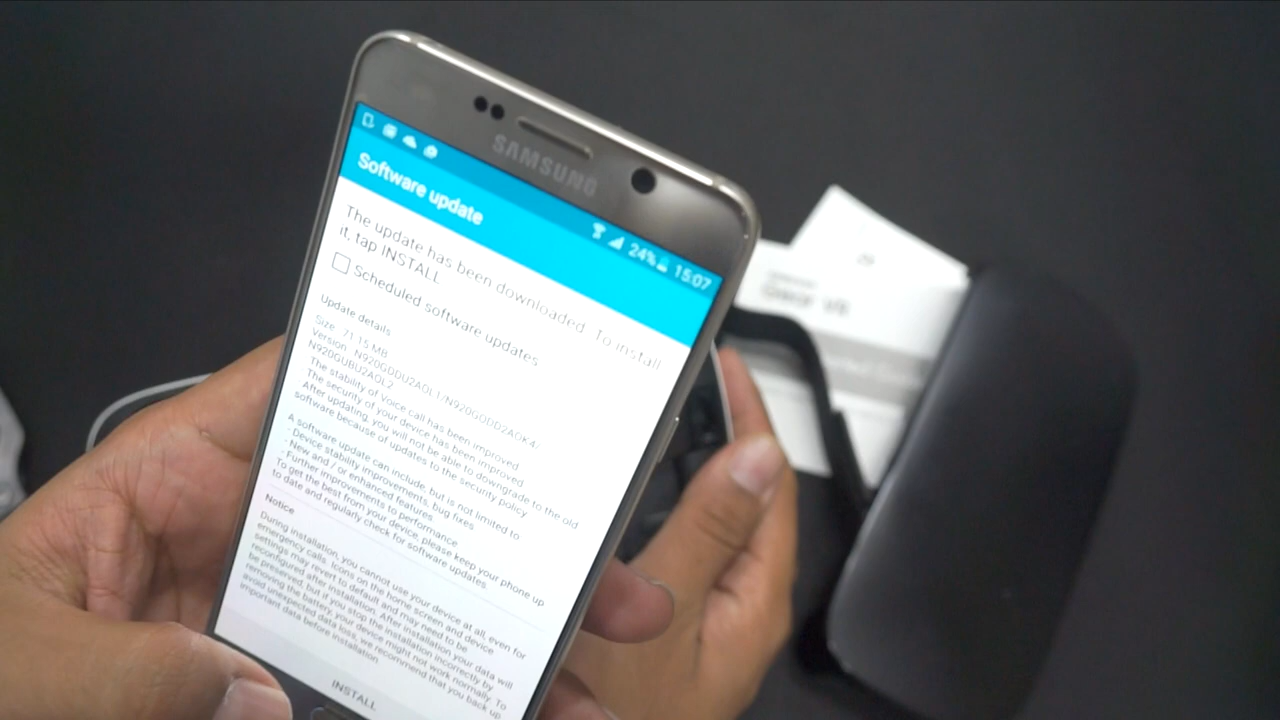 SAMSUNG
24% 15:07
Software update
The update has been downloaded. To install
it, tap INSTALL
Scheduled software updates
Update details
Size : 71.15 MB
Version : N920GDDU2AOL1/N920GODD2AOK4/
N920GUBU2AOL2
The stability of Voice call has been improved
The security of your device has been improved
After updating, you will not be able to downgrade to the old
software because of updates to the security policy
A software update can include, but is not limited to
- Device stability improvements, bug fixes
- New and / or enhanced features
- Further improvements to performance
To get the best from your device, please keep your phone up
to date and regularly check for software updates
Notice
During installation, you cannot use your device at all, even for
emergency calls. Icons on the home screen and device
settings may revert to default and may need to be
reconfigured after installation. After installation your data will
be preserved, but if you stop the installation incorrectly by
removing the battery, your device might not work normally. To
avoid unexpected data loss, we recommend that you back up
important data before installation.
INSTALL
Gear VR